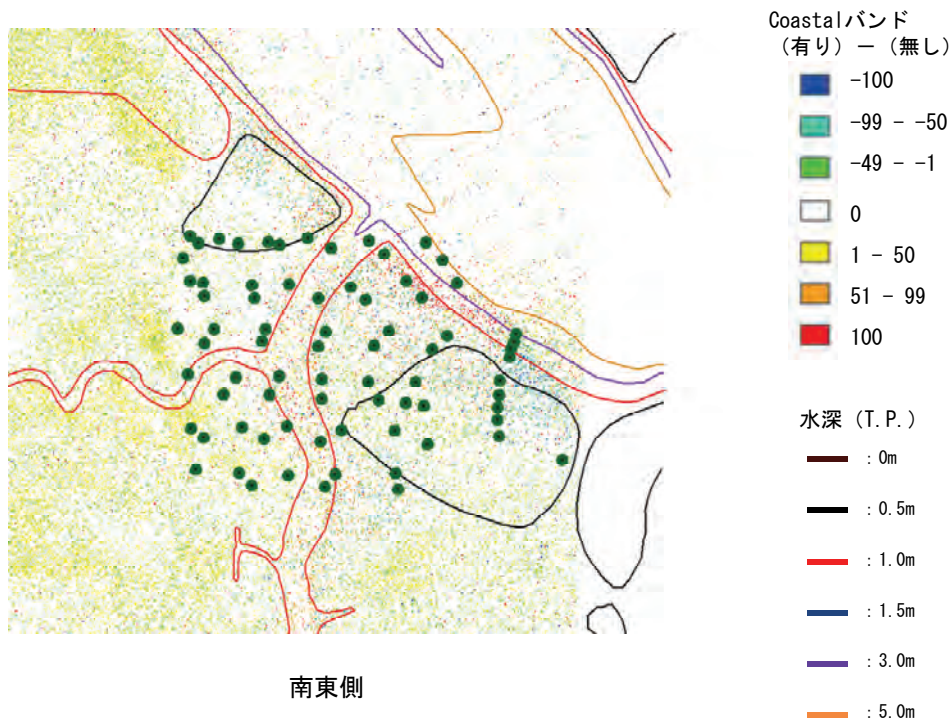 Coastalバンド
（有り）－（無し）
-100
-99 - -50
-49 - -1
0
1 - 50
51 - 99
100
水深（T.P.）
：0m
：0.5m
：1.0m
：1.5m
：3.0m
：5.0m
南東側